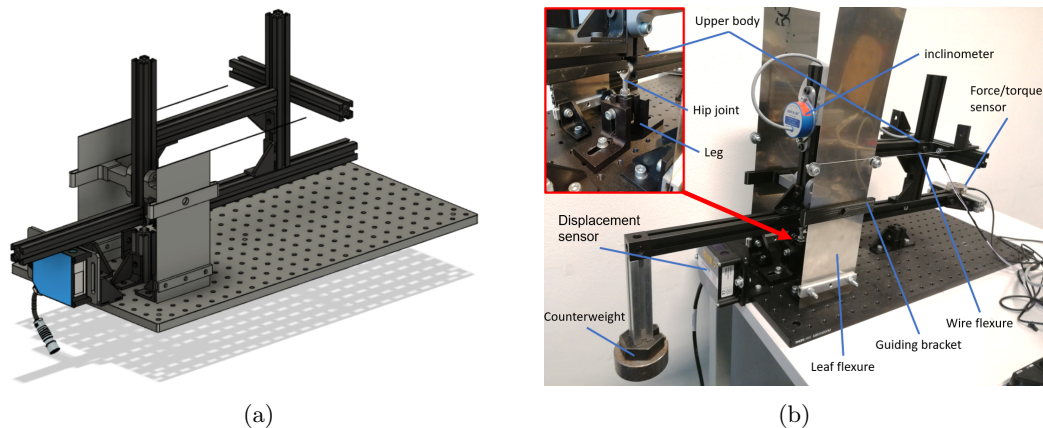 Upper body
inclinometer
Force/torque
sensor
Hip joint
Leg
Displacement
sensor
Counterweight
Wire flexure
Guiding bracket
Leaf flexure
(a)
(b)